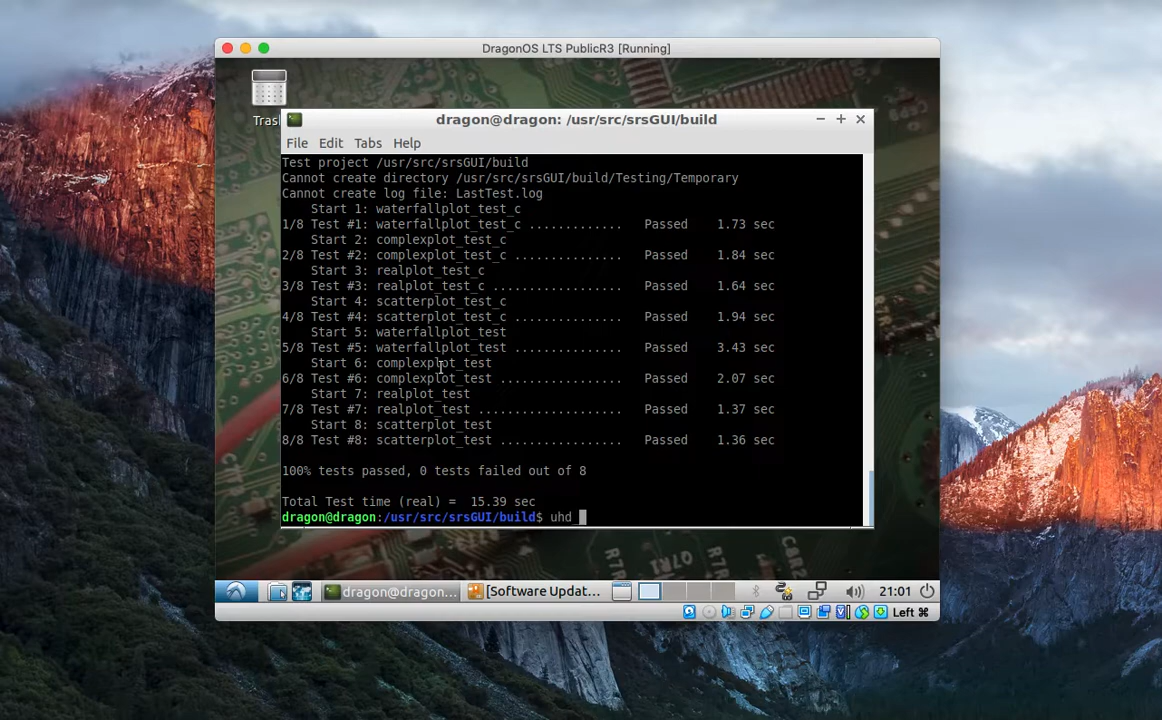 DragonOS LTS PublicR3 [Running]
Trash
dragon@dragon: /usr/src/srsGUI/build
File Edit Tabs Help
Test project /usr/src/srsGUI/build
Cannot create directory /usr/src/srsGUI/build/Testing/Temporary
Cannot create log file: LastTest.log
Start 1: waterfallplot_test_c
1/8 Test #1: waterfallplot_test_c ............. Passed 1.73 sec
Start 2: complexplot_test_c
2/8 Test #2: complexplot_test_c ............... Passed 1.84 sec
Start 3: realplot_test_c
3/8 Test #3: realplot_test_c .................. Passed 1.64 sec
Start 4: scatterplot_test_c
4/8 Test #4: scatterplot_test_c ............... Passed 1.94 sec
Start 5: waterfallplot_test
5/8 Test #5: waterfallplot_test ............... Passed 3.43 sec
Start 6: complexplot_test
6/8 Test #6: complexplot_test ................. Passed 2.07 sec
Start 7: realplot_test
7/8 Test #7: realplot_test .................... Passed 1.37 sec
Start 8: scatterplot_test
8/8 Test #8: scatterplot_test ................. Passed 1.36 sec
100% tests passed, 0 tests failed out of 8
Total Test time (real) = 15.39 sec
dragon@dragon:/usr/src/srsGUI/build$ uhd
dragon@dragon... [Software Updat... 21:01
Left ⌘